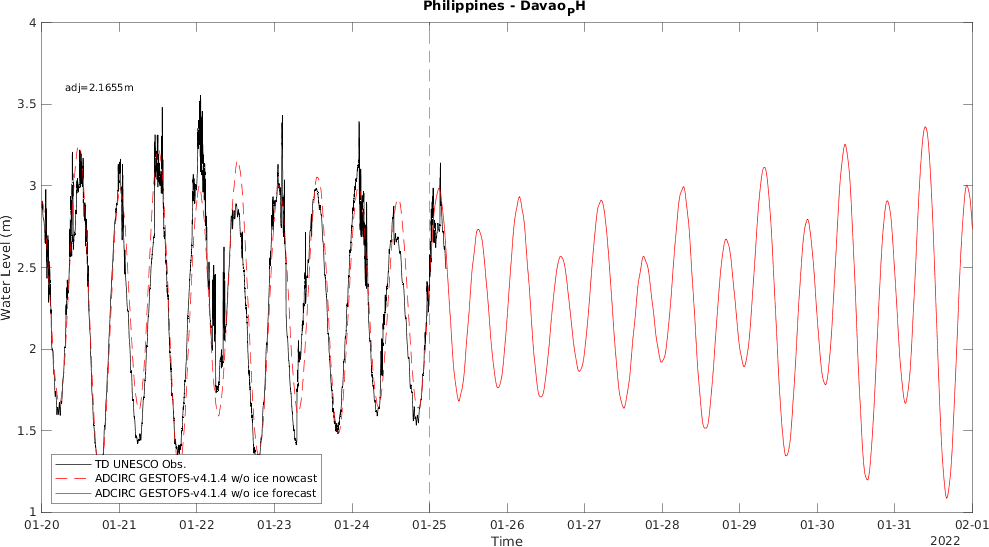 Philippines - Davao_PH
adj=2.1655m
Water Level (m)
4
3.5
3
2.5
2
1.5
1
TD UNESCO Obs.
ADCIRC GESTOFS-v4.1.4 w/o ice nowcast
ADCIRC GESTOFS-v4.1.4 w/o ice forecast
01-20 01-21 01-22 01-23 01-24 01-25 01-26 01-27 01-28 01-29 01-30 01-31 02-01
Time
2022